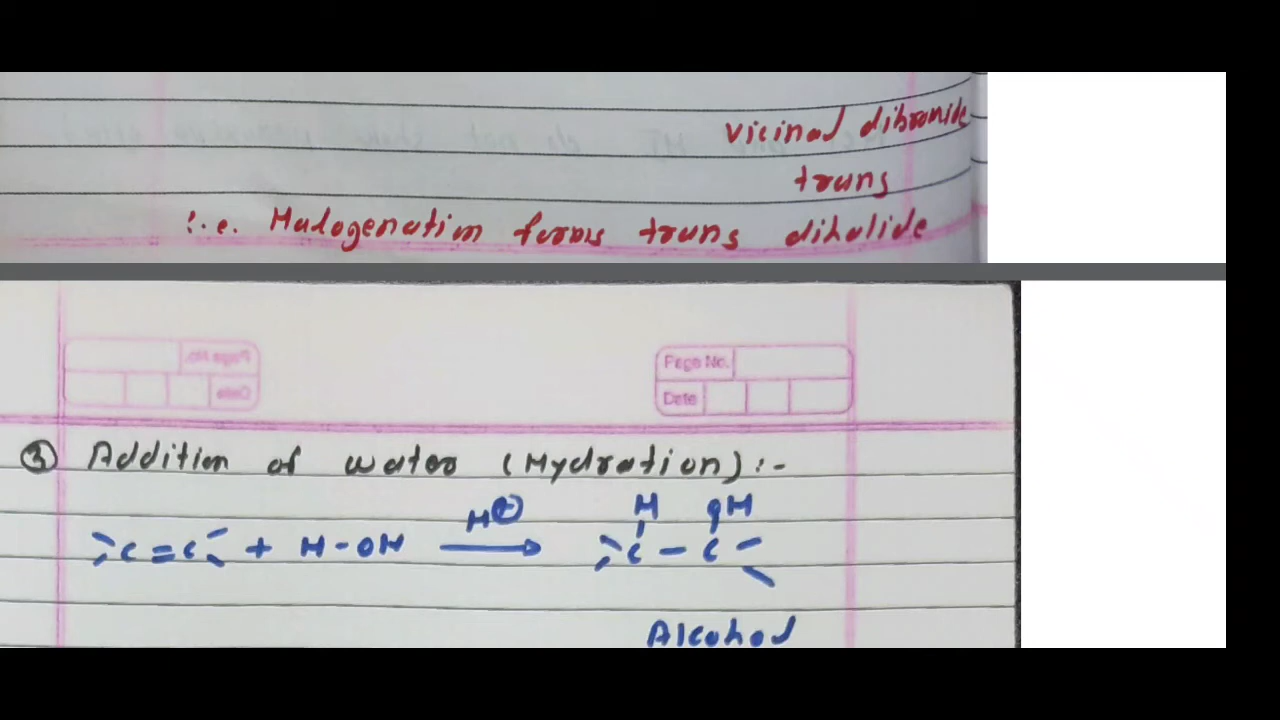 vicinal dibromide
trans
i.e. Halogenation forms trans dihalide
Page No.
Date
③ Addition of water (Hydration) :-
>C=C< + H-OH H⊕ → H OH
>C-C<
Alcohol